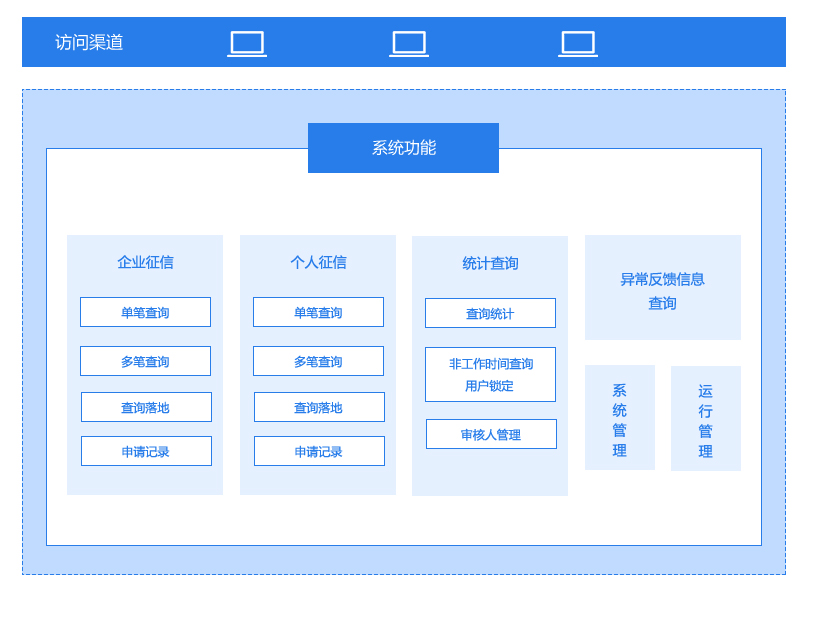 访问渠道
系统功能
企业征信
单笔查询
多笔查询
查询落地
申请记录
个人征信
单笔查询
多笔查询
查询落地
申请记录
统计查询
查询统计
非工作时间查询
用户锁定
审核人管理
异常反馈信息
查询
系统管理
运行管理